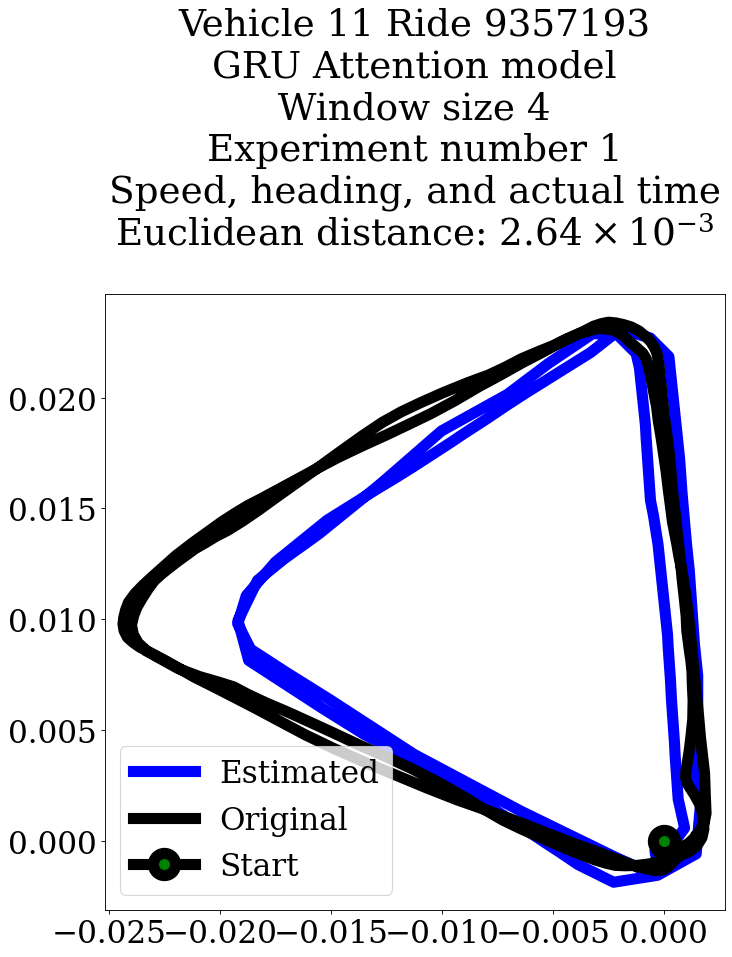 Vehicle 11 Ride 9357193
GRU Attention model
Window size 4
Experiment number 1
Speed, heading, and actual time
Euclidean distance: 2.64 × 10⁻³
0.020
0.015
0.010
0.005
0.000
Estimated
Original
Start
−0.025 −0.020 −0.015 −0.010 −0.005 0.000